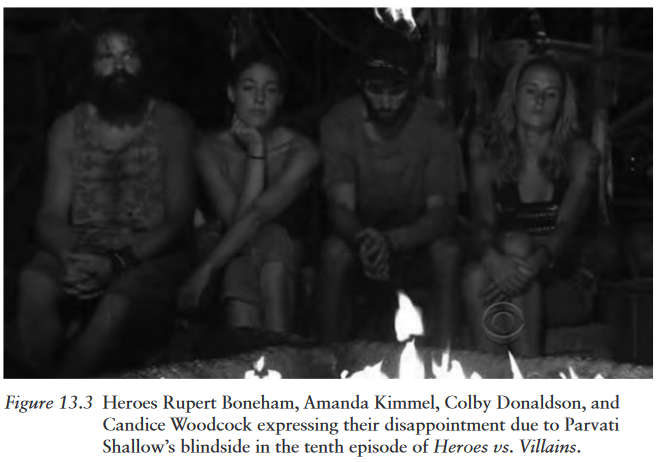 Figure 13.3 Heroes Rupert Boneham, Amanda Kimmel, Colby Donaldson, and
Candice Woodcock expressing their disappointment due to Parvati
Shallow's blindside in the tenth episode of Heroes vs. Villains.